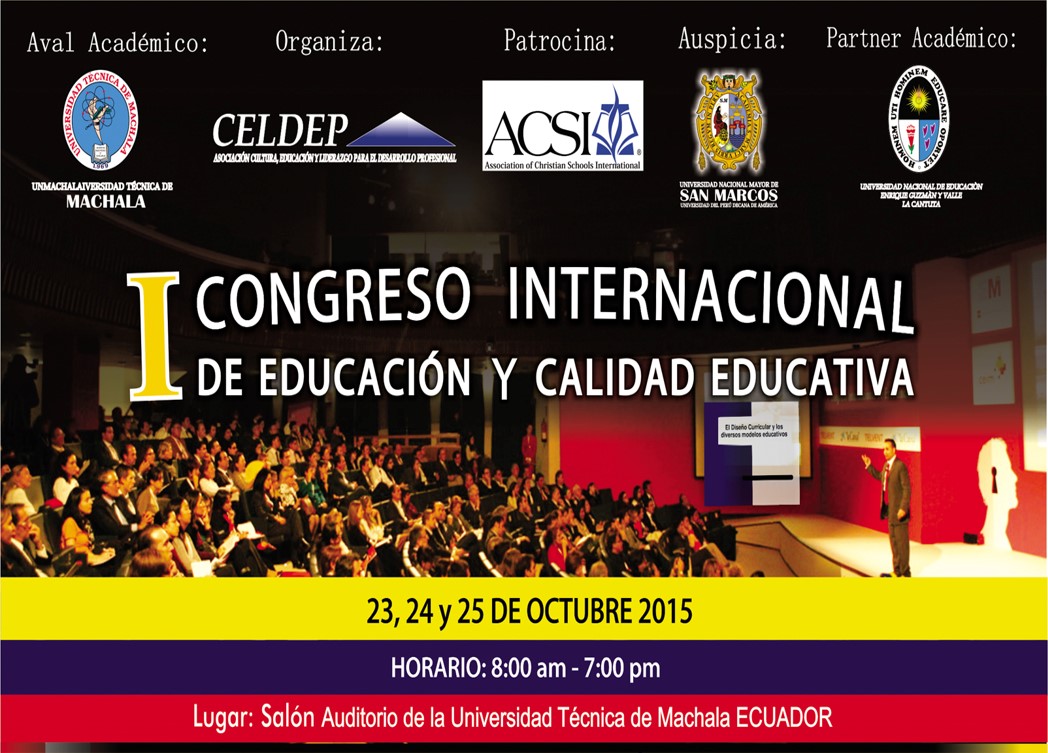 Aval Académico:
Organiza:
Patrocina:
Auspicia:
Partner Académico:
UNIVERSIDAD TÉCNICA DE MACHALA
1969
UNMACHALAIVERSIDAD TÉCNICA DE
MACHALA
CELDEP
ASOCIACIÓN CULTURA, EDUCACIÓN Y LIDERAZGO PARA EL DESARROLLO PROFESIONAL
ACSI®
Association of Christian Schools International
UNIVERSIDAD NACIONAL MAYOR DE
SAN MARCOS
UNIVERSIDAD DEL PERÚ DECANA DE AMÉRICA
HOMINEM UTI HOMINEM EDUCARE OPORTET
UNIVERSIDAD NACIONAL DE EDUCACIÓN
ENRIQUE GUZMÁN Y VALLE
LA CANTUTA
I CONGRESO INTERNACIONAL
DE EDUCACIÓN Y CALIDAD EDUCATIVA
El Diseño Curricular y los
diversos modelos educativos
M
23, 24 y 25 DE OCTUBRE 2015
HORARIO: 8:00 am - 7:00 pm
Lugar: Salón Auditorio de la Universidad Técnica de Machala ECUADOR